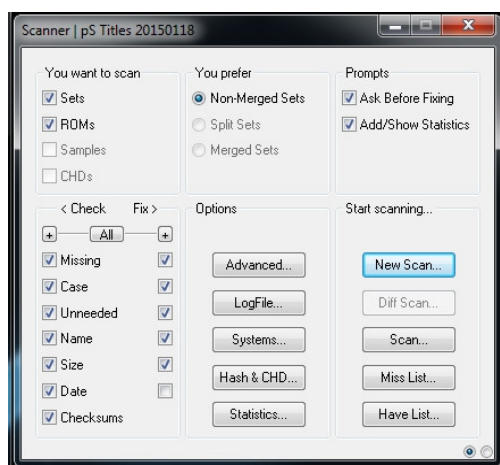 Scanner | pS Titles 20150118
You want to scan
Sets
ROMs
Samples
CHDs
You prefer
Non-Merged Sets
Split Sets
Merged Sets
Prompts
Ask Before Fixing
Add/Show Statistics
< Check Fix >
+ All +
Missing
Case
Unneeded
Name
Size
Date
Checksums
Options
Advanced...
LogFile...
Systems...
Hash & CHD...
Statistics...
Start scanning...
New Scan...
Diff Scan...
Scan...
Miss List...
Have List...